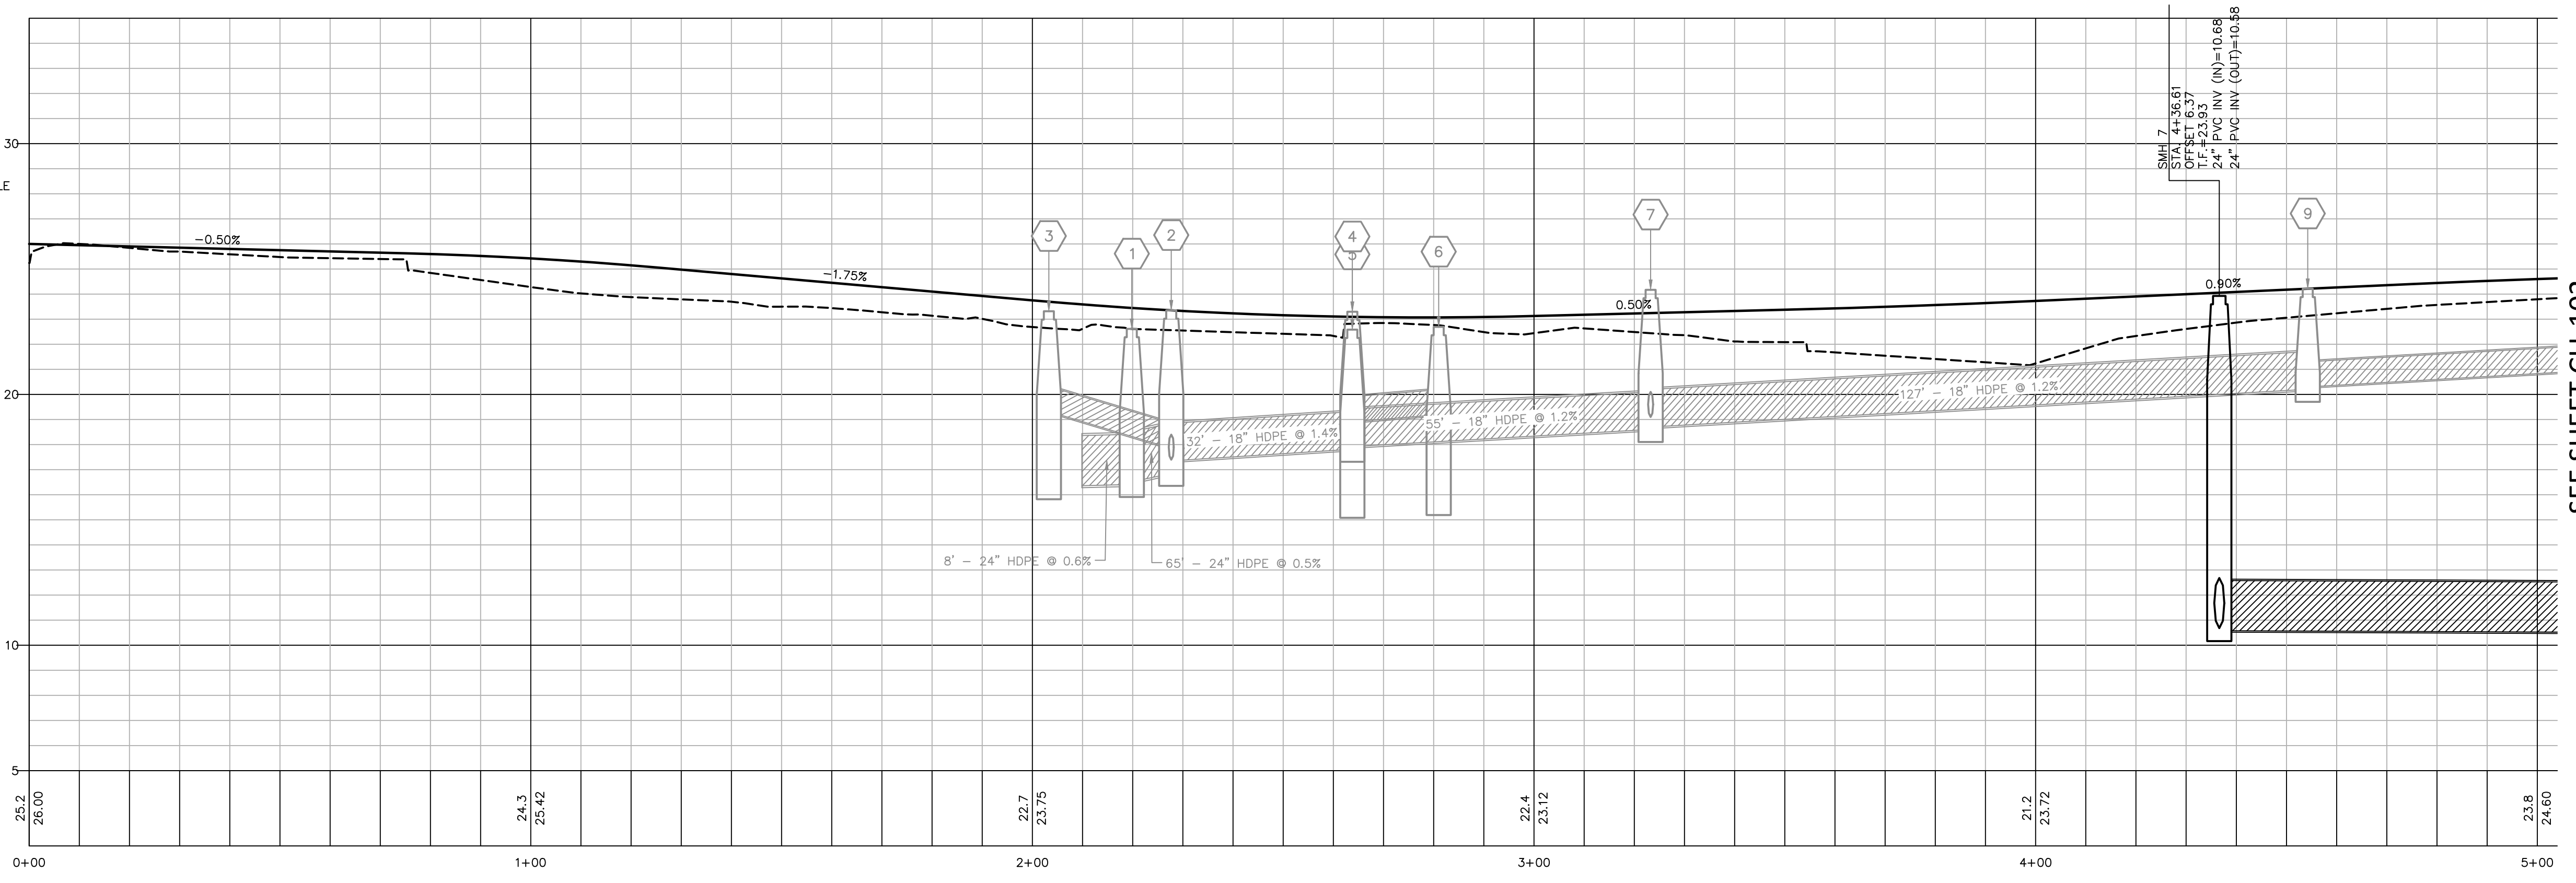 SMH 7
STA. 4+36.61
OFFSET 6.37
T.F.=23.93
24" PVC INV (IN)=10.68
24" PVC INV (OUT)=10.58
30
LE
-0.50%
-1.75%
0.50%
0.90%
3
1
2
4
5
6
7
9
20
127' - 18" HDPE @ 1.2%
55' - 18" HDPE @ 1.2%
32' - 18" HDPE @ 1.4%
8' - 24" HDPE @ 0.6%
65' - 24" HDPE @ 0.5%
10
5
25.2
26.00
24.3
25.42
22.7
23.75
22.4
23.12
21.2
23.72
23.8
24.60
0+00
1+00
2+00
3+00
4+00
5+00
SEE SHEET CU-102